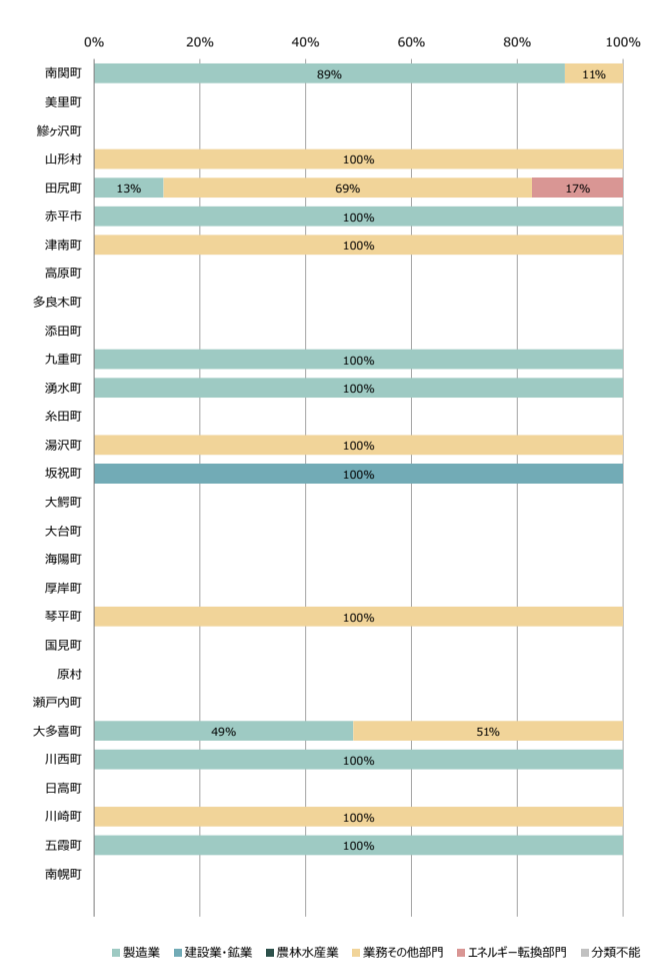 0% 20% 40% 60% 80% 100%
南関町 89% 11%
美里町
鰺ヶ沢町
山形村 100%
田尻町 13% 69% 17%
赤平市 100%
津南町 100%
高原町
多良木町
添田町
九重町 100%
湧水町 100%
糸田町
湯沢町 100%
坂祝町 100%
大鰐町
大台町
海陽町
厚岸町
琴平町 100%
国見町
原村
瀬戸内町
大多喜町 49% 51%
川西町 100%
日高町
川崎町 100%
五霞町 100%
南幌町
製造業 建設業・鉱業 農林水産業 業務その他部門 エネルギー転換部門 分類不能